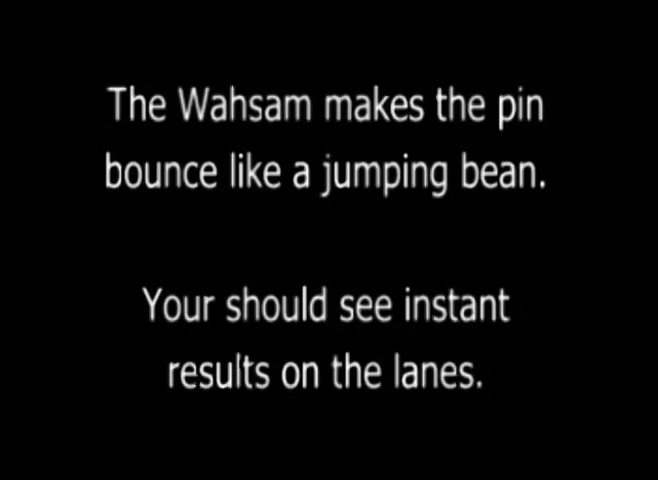 The Wahsam makes the pin
bounce like a jumping bean.
Your should see instant
results on the lanes.